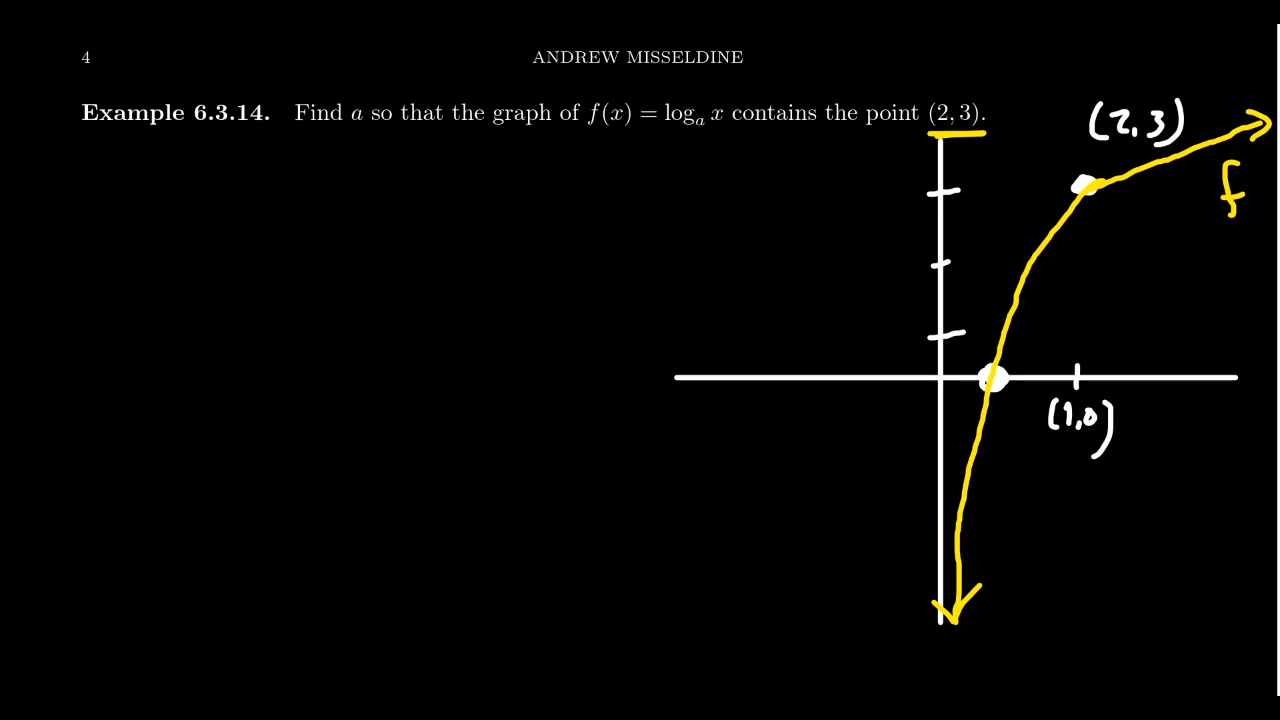 4 ANDREW MISSELDINE
Example 6.3.14. Find a so that the graph of f(x) = logₐ x contains the point (2, 3).
(2, 3)
f
(1, 0)